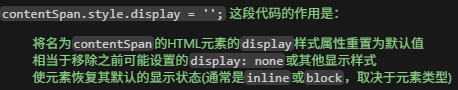 contentSpan.style.display = ''; 这段代码的作用是:
将名为contentSpan的HTML元素的display样式属性重置为默认值
相当于移除之前可能设置的display: none或其他显示样式
使元素恢复其默认的显示状态(通常是inline或block，取决于元素类型)